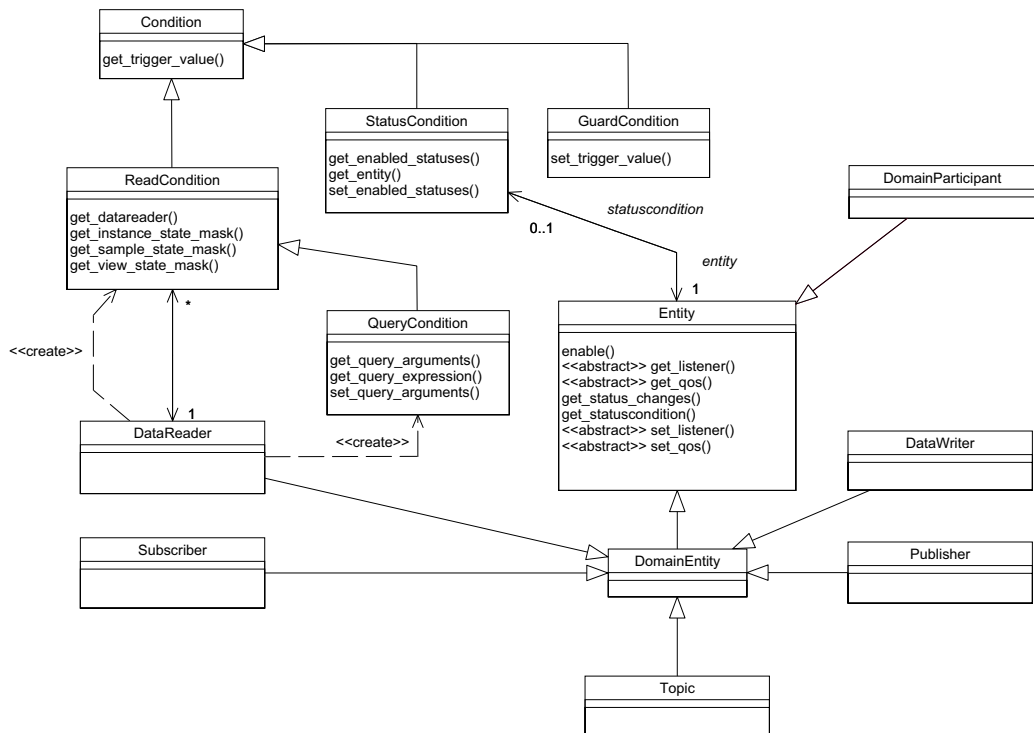 Condition
get_trigger_value()
StatusCondition
get_enabled_statuses()
get_entity()
set_enabled_statuses()
GuardCondition
set_trigger_value()
ReadCondition
get_datareader()
get_instance_state_mask()
get_sample_state_mask()
get_view_state_mask()
DomainParticipant
statuscondition
0..1
entity
1
*
<<create>>
QueryCondition
get_query_arguments()
get_query_expression()
set_query_arguments()
Entity
enable()
<<abstract>> get_listener()
<<abstract>> get_qos()
get_status_changes()
get_statuscondition()
<<abstract>> set_listener()
<<abstract>> set_qos()
1
DataReader
<<create>>
DataWriter
Subscriber
DomainEntity
Publisher
Topic